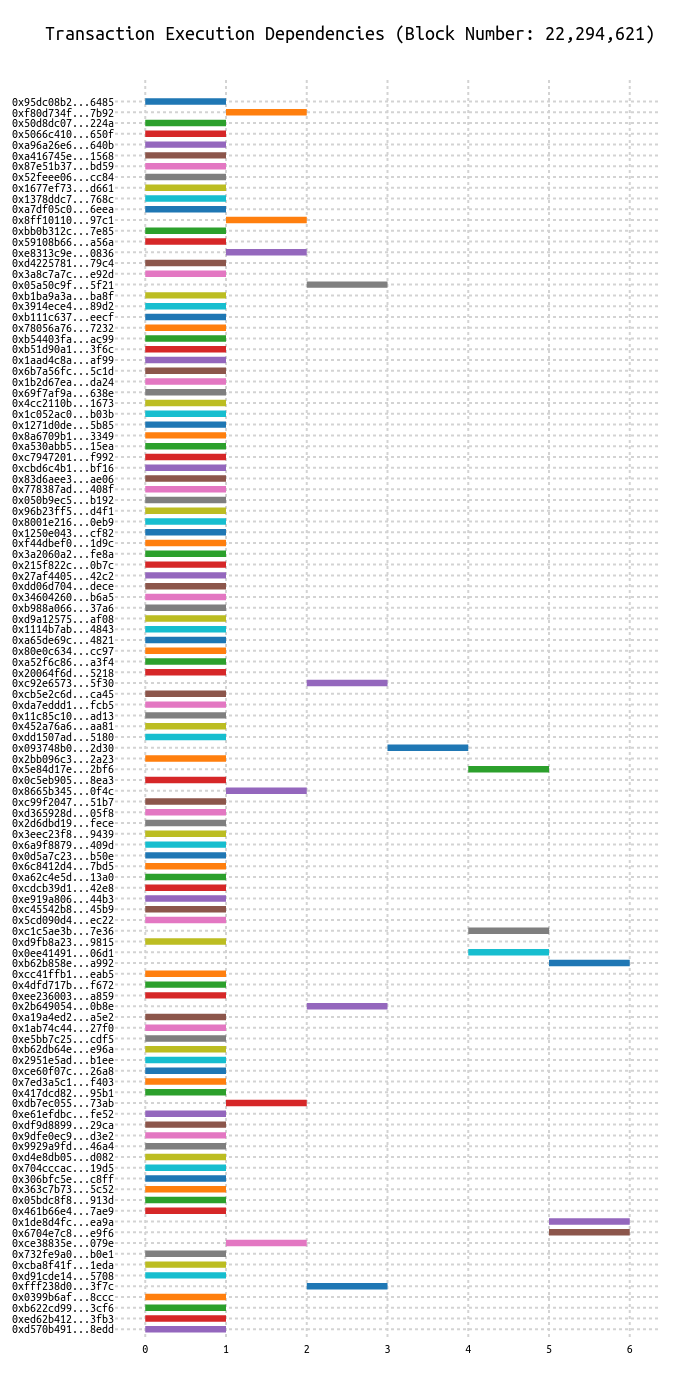 Transaction Execution Dependencies (Block Number: 22,294,621)
0x95dc08b2...6485
0xf80d734f...7b92
0x50d8dc07...224a
0x5066c410...650f
0xa96a26e6...640b
0xa416745e...1568
0x87e51b37...bd59
0x52feee06...cc84
0x1677ef73...d661
0x1378ddc7...768c
0xa7df05c0...6eea
0x8ff10110...97c1
0xbb0b312c...7e85
0x59108b66...a56a
0xe8313c9e...0836
0xd4225781...79c4
0x3a8c7a7c...e92d
0x05a50c9f...5f21
0xb1ba9a3a...ba8f
0x3914ece4...89d2
0xb111c637...eecf
0x78056a76...7232
0xb54403fa...ac99
0xb51d90a1...3f6c
0x1aad4c8a...af99
0x6b7a56fc...5c1d
0x1b2d67ea...da24
0x69f7af9a...638e
0x4cc2110b...1673
0x1c052ac0...b03b
0x1271d0de...5b85
0x8a6709b1...3349
0xa530abb5...15ea
0xc7947201...f992
0xcbd6c4b1...bf16
0x83d6aee3...ae06
0x778387ad...408f
0x050b9ec5...b192
0x96b23ff5...d4f1
0x8001e216...0eb9
0x1250e043...cf82
0xf44dbef0...1d9c
0x3a2060a2...fe8a
0x215f822c...0b7c
0x27af4405...42c2
0xdd06d704...dece
0x34604260...b6a5
0xb988a066...37a6
0xd9a12575...af08
0x1114b7ab...4843
0xa65de69c...4821
0x80e0c634...cc97
0xa52f6c86...a3f4
0x20064f6d...5218
0xc92e6573...5f30
0xcb5e2c6d...ca45
0xda7eddd1...fcb5
0x11c85c10...ad13
0x452a76a6...aa81
0xdd1507ad...5180
0x093748b0...2d30
0x2bb096c3...2a23
0x5e84d17e...2bf6
0x0c5eb905...8ea3
0x8665b345...0f4c
0xc99f2047...51b7
0xd365928d...05f8
0x2d6dbd19...fece
0x3eec23f8...9439
0x6a9f8879...409d
0x0d5a7c23...b50e
0x6c8412d4...7bd5
0xa62c4e5d...13a0
0xcdcb39d1...42e8
0xe919a806...44b3
0xc45542b8...45b9
0x5cd090d4...ec22
0xc1c5ae3b...7e36
0xd9fb8a23...9815
0x0ee41491...06d1
0xb62b858e...a992
0xcc41ffb1...eab5
0x4dfd717b...f672
0xee236003...a859
0x2b649054...0b8e
0xa19a4ed2...a5e2
0x1ab74c44...27f0
0xe5bb7c25...cdf5
0xb62db64e...e96a
0x2951e5ad...b1ee
0xce60f07c...26a8
0x7ed3a5c1...f403
0x417dcd82...95b1
0xdb7ec055...73ab
0xe61efdbc...fe52
0xdf9d8899...29ca
0x9dfe0ec9...d3e2
0x9929a9fd...46a4
0xd4e8db05...d082
0x704cccac...19d5
0x306bfc5e...c8ff
0x363c7b73...5c52
0x05bdc8f8...913d
0x461b66e4...7ae9
0x1de8d4fc...ea9a
0x6704e7c8...e9f6
0xce38835e...079e
0x732fe9a0...b0e1
0xcba8f41f...1eda
0xd91cde14...5708
0xfff238d0...3f7c
0x0399b6af...8ccc
0xb622cd99...3cf6
0xed62b412...3fb3
0xd570b491...8edd
0 1 2 3 4 5 6